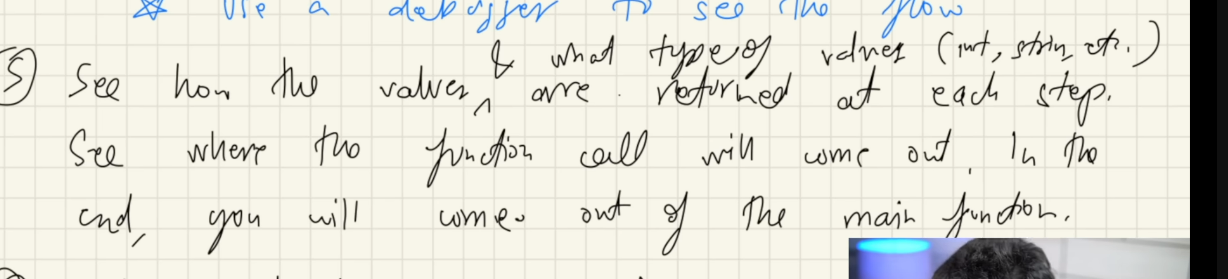 * Use a debugger to see the flow
& what type of values (int, string etc.)
5) See how the values ^ are returned at each step.
See where the function call will come out. In the
end, you will come out of the main function.